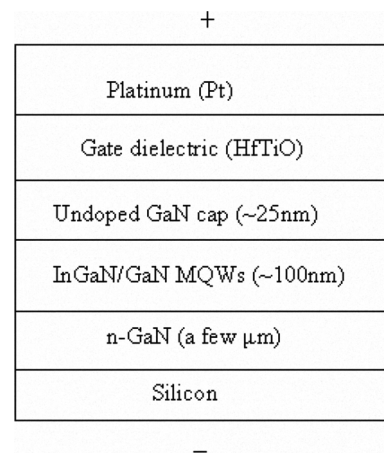 +
Platinum (Pt)
Gate dielectric (HfTiO)
Undoped GaN cap (~25nm)
InGaN/GaN MQWs (~100nm)
n-GaN (a few μm)
Silicon
−